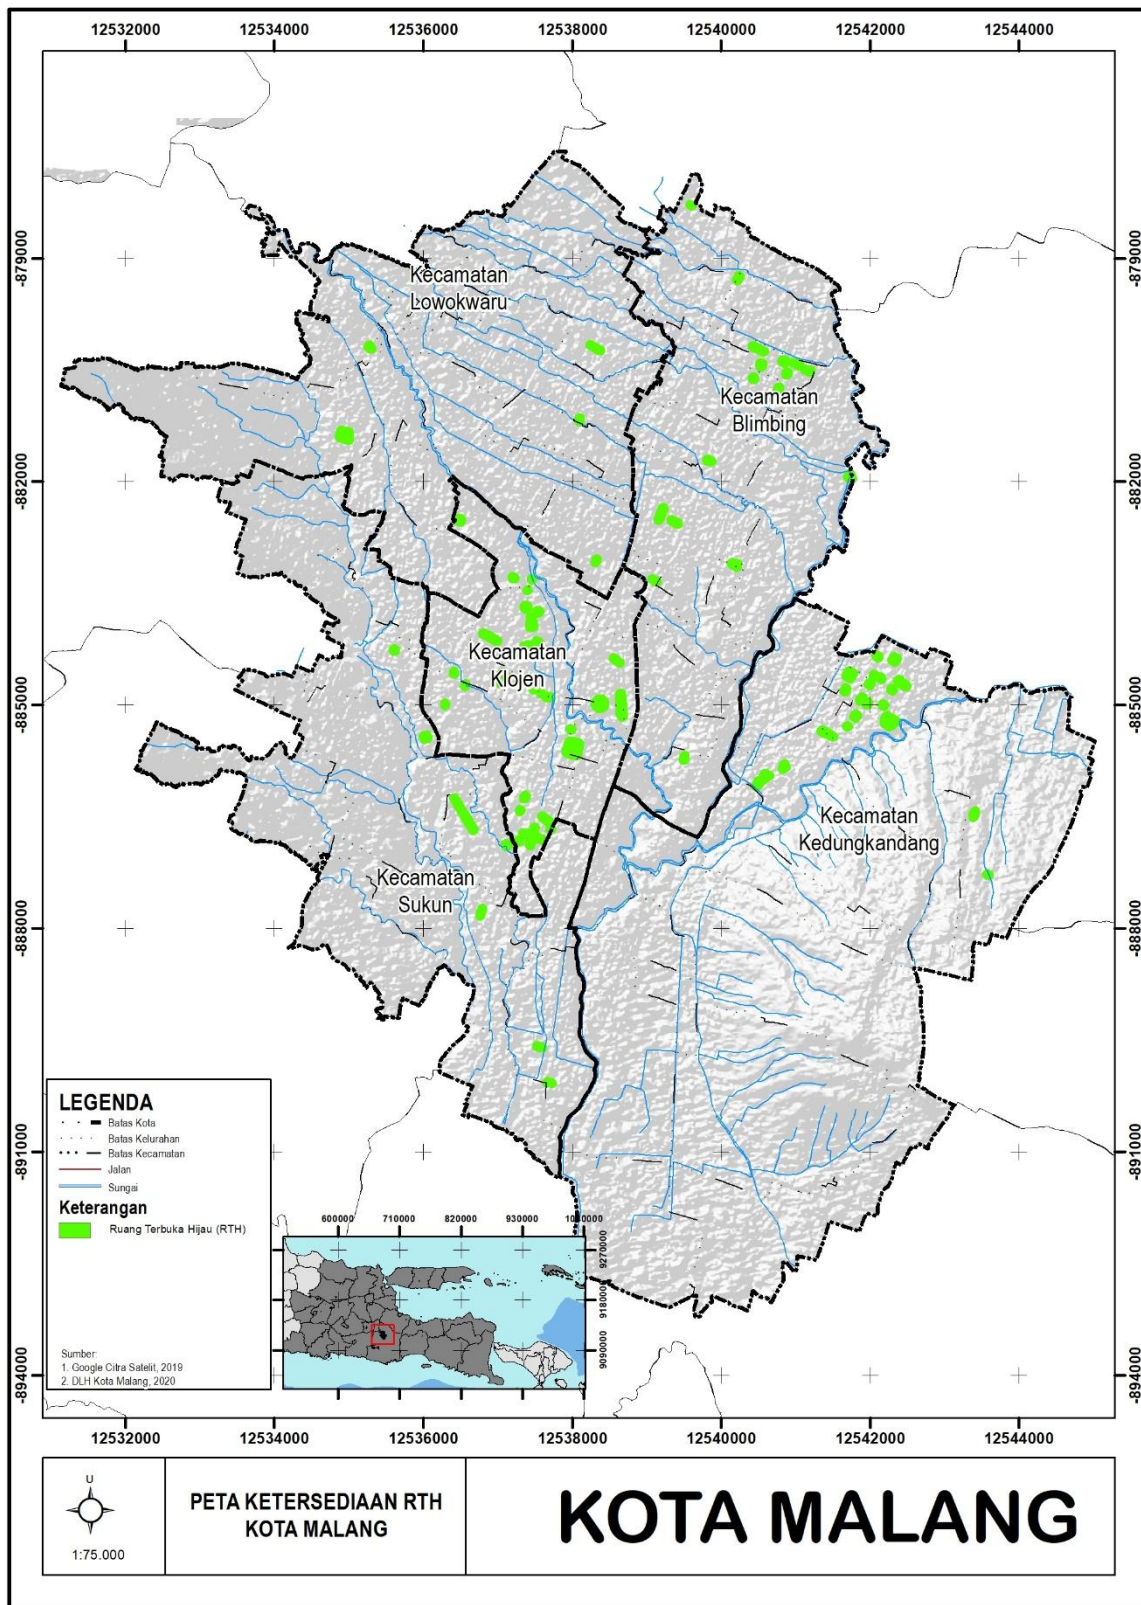 12532000 12534000 12536000 12538000 12540000 12542000 12544000
-879000 -879000
-882000 -882000
-885000 -885000
-888000 -888000
-891000 -891000
-894000 -894000
Kecamatan
Lowokwaru
Kecamatan
Blimbing
Kecamatan
Klojen
Kecamatan
Kedungkandang
Kecamatan
Sukun
LEGENDA
Batas Kota
Batas Kelurahan
Batas Kecamatan
Jalan
Sungai
Keterangan
Ruang Terbuka Hijau (RTH)
Sumber:
1. Google Citra Satelit, 2019
2. DLH Kota Malang, 2020
600000 710000 820000 930000
9270000
9180000
9090000
12532000 12534000 12536000 12538000 12540000 12542000 12544000
U
1:75.000
PETA KETERSEDIAAN RTH
KOTA MALANG
KOTA MALANG